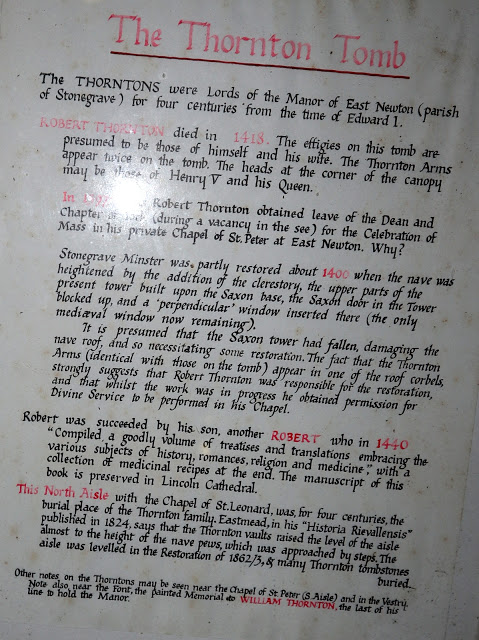 The Thornton Tomb
The THORNTONS were Lords of the Manor of East Newton (parish
of Stonegrave) for four centuries from the time of Edward 1.
ROBERT THORNTON died in 1418. The effigies on this tomb are
presumed to be those of himself and his wife. The Thornton Arms
appear twice on the tomb. The heads at the corner of the canopy
may be those of Henry V and his Queen.
In Robert Thornton obtained leave of the Dean and
Chapter of York (during a vacancy in the see) for the Celebration of
Mass in his private Chapel of St. Peter at East Newton. Why?
Stonegrave Minster was partly restored about 1400 when the nave was
heightened by the addition of the clerestory, the upper parts of the
present tower built upon the Saxon base, the Saxon door in the Tower
blocked up, and a 'perpendicular' window inserted there (the only
mediæval window now remaining).
It is presumed that the Saxon tower had fallen, damaging the
nave roof, and so necessitating some restoration. The fact that the Thornton
Arms (identical with those on the tomb) appear in one of the roof corbels,
strongly suggests that Robert Thornton was responsible for the restoration,
and that whilst the work was in progress he obtained permission for
Divine Service to be performed in his Chapel.
Robert was succeeded by his son, another ROBERT who in 1440
"Compiled a goodly volume of treatises and translations embracing the
various subjects of history, romances, religion and medicine", with a
collection of medicinal recipes at the end. The manuscript of this
book is preserved in Lincoln Cathedral.
This North Aisle with the Chapel of St. Leonard, was, for four centuries, the
burial place of the Thornton family. Eastmead, in his "Historia Rievallensis"
published in 1824, says that the Thornton vaults raised the level of the aisle
almost to the height of the nave pews, which was approached by steps. The
aisle was levelled in the Restoration of 1862/3, & many Thornton tombstones
buried.
Other notes on the Thorntons may be seen near the Chapel of St Peter (S. Aisle) and in the Vestry.
Note also, near the Font, the painted Memorial to WILLIAM THORNTON, the last of his
line to hold the Manor.